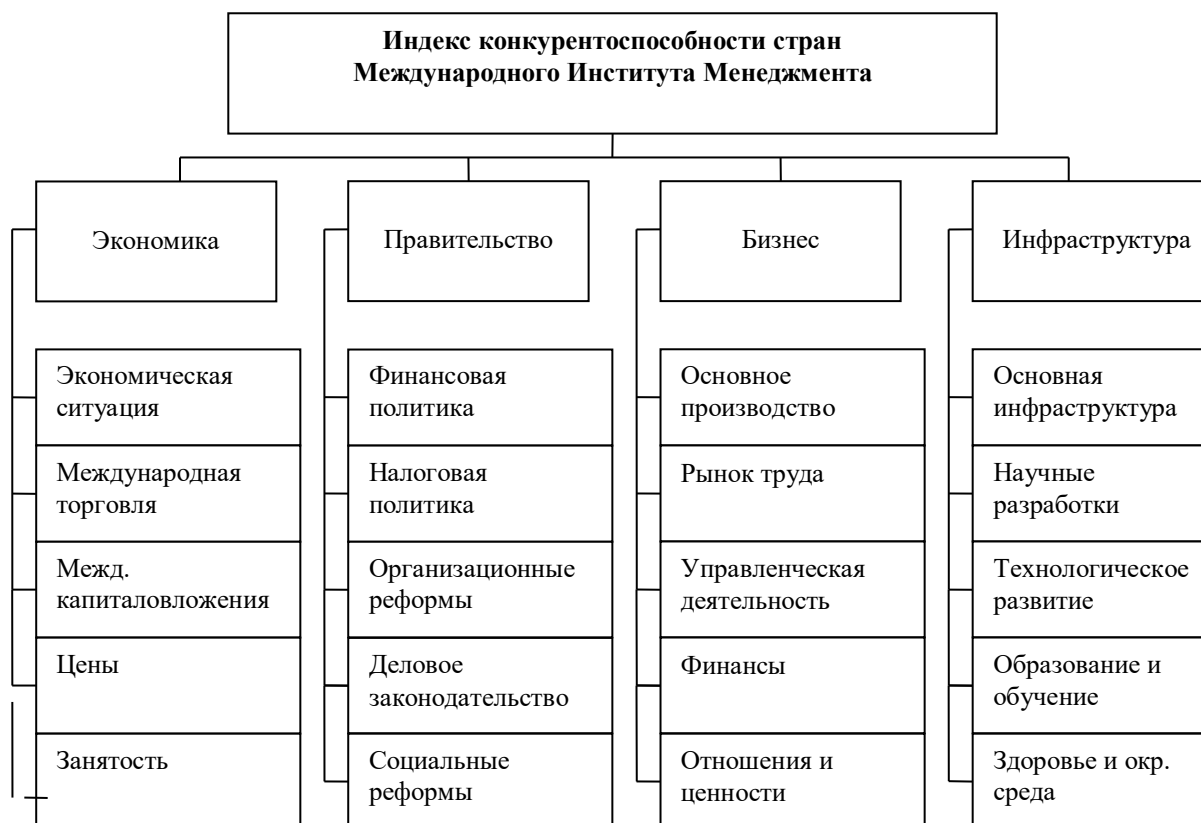 Индекс конкурентоспособности стран
Международного Института Менеджмента
Экономика
Правительство
Бизнес
Инфраструктура
Экономическая
ситуация
Международная
торговля
Межд.
капиталовложения
Цены
Занятость
Финансовая
политика
Налоговая
политика
Организационные
реформы
Деловое
законодательство
Социальные
реформы
Основное
производство
Рынок труда
Управленческая
деятельность
Финансы
Отношения и
ценности
Основная
инфраструктура
Научные
разработки
Технологическое
развитие
Образование и
обучение
Здоровье и окр.
среда